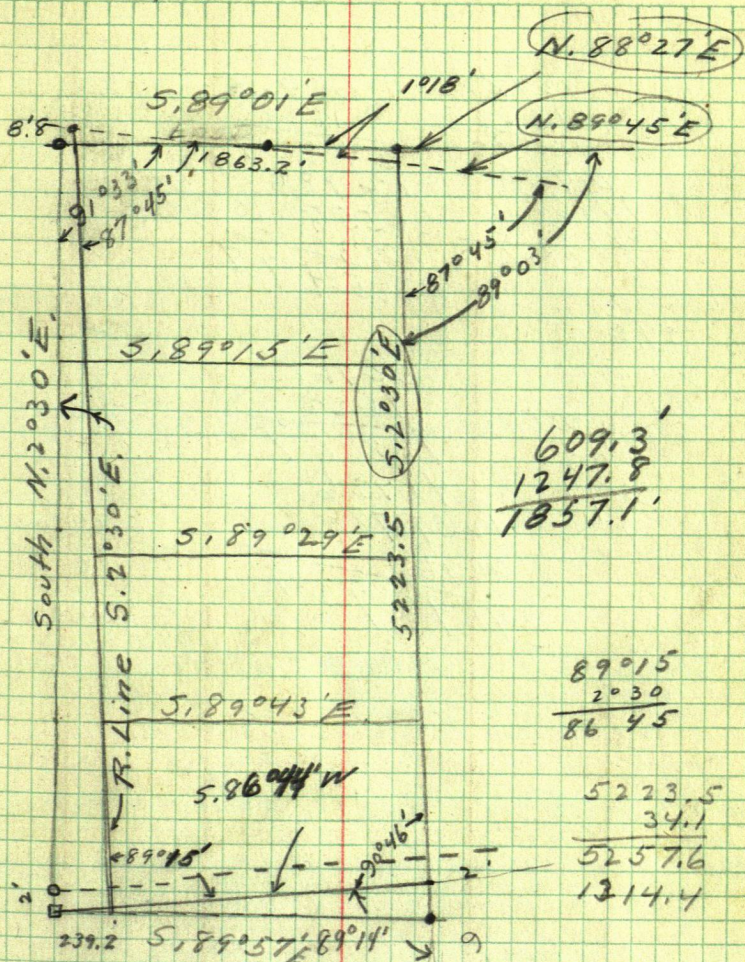 N. 88°27'E
S. 89°01'E
1°18'
N. 89°45'E
8'.8
1863.2'
91°33'
87°45'
87°45'
89°03'
S. 89°15'E
S. 2°30'E
South N. 2°30'E.
R. Line S. 2°30'E.
609.3'
1247.8
1857.1'
S. 89°29'E
5223.5
89°15
2°30
86 45
S. 89°43'E
S. 86°44' W
5223.5
34.1
5257.6
1314.4
89°15'
90°46'
2'
2'
239.2
S. 89°57'E
89°14'
9